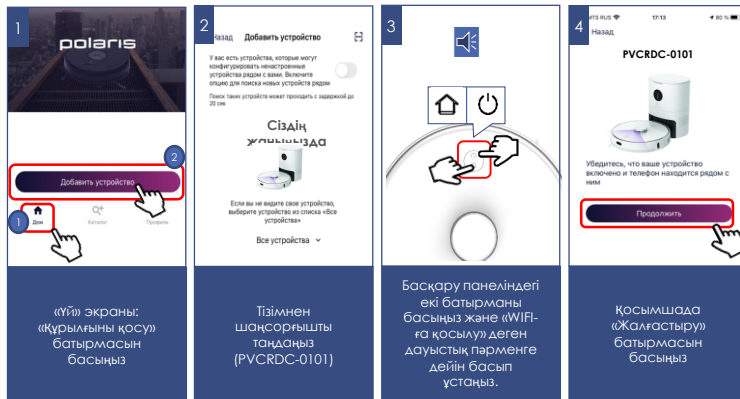 1
polaris
Добавить устройство
2
1
Дом
Каталог
Профиль
«Үй» экраны:
«Құрылғыны қосу»
батырмасын
басыңыз
2
Назад
Добавить устройство
У вас есть устройства, которые могут
конфигурировать ненастроенные
устройства рядом с вами. Включите
опцию для поиска новых устройств рядом
Поиск таких устройств может проходить с задержкой до
20 сек
Сіздің
жаныңызда
Если вы не видите свое устройство,
выберите устройство из списка «Все
устройства»
Все устройства
Тізімнен
шаңсорғышты
таңдаңыз
(PVCRDC-0101)
3
Басқару панеліндегі
екі батырманы
басыңыз және «WIFI-
ға қосылу» деген
дауыстық пәрменге
дейін басып
ұстаңыз.
4
MTS RUS
17:13
80 %
Назад
PVCRDC-0101
Убедитесь, что ваше устройство
включено и телефон находится рядом с
ним
Продолжить
Қосымшада
«Жалғастыру»
батырмасын
басыңыз